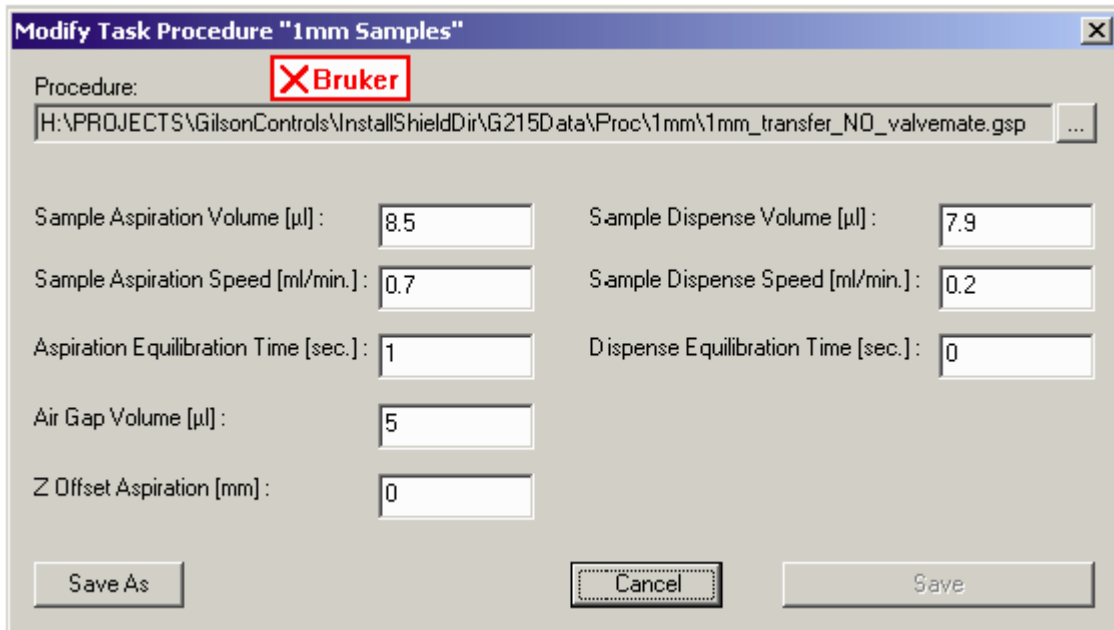 Modify Task Procedure "1mm Samples"
XBruker
Procedure:
H:\PROJECTS\GilsonControls\InstallShieldDir\G215Data\Proc\1mm\1mm_transfer_NO_valvemate.gsp ...
Sample Aspiration Volume [µl] : 8.5 Sample Dispense Volume [µl] : 7.9
Sample Aspiration Speed [ml/min.] : 0.7 Sample Dispense Speed [ml/min.] : 0.2
Aspiration Equilibration Time [sec.] : 1 Dispense Equilibration Time [sec.] : 0
Air Gap Volume [µl] : 5
Z Offset Aspiration [mm] : 0
Save As Cancel Save